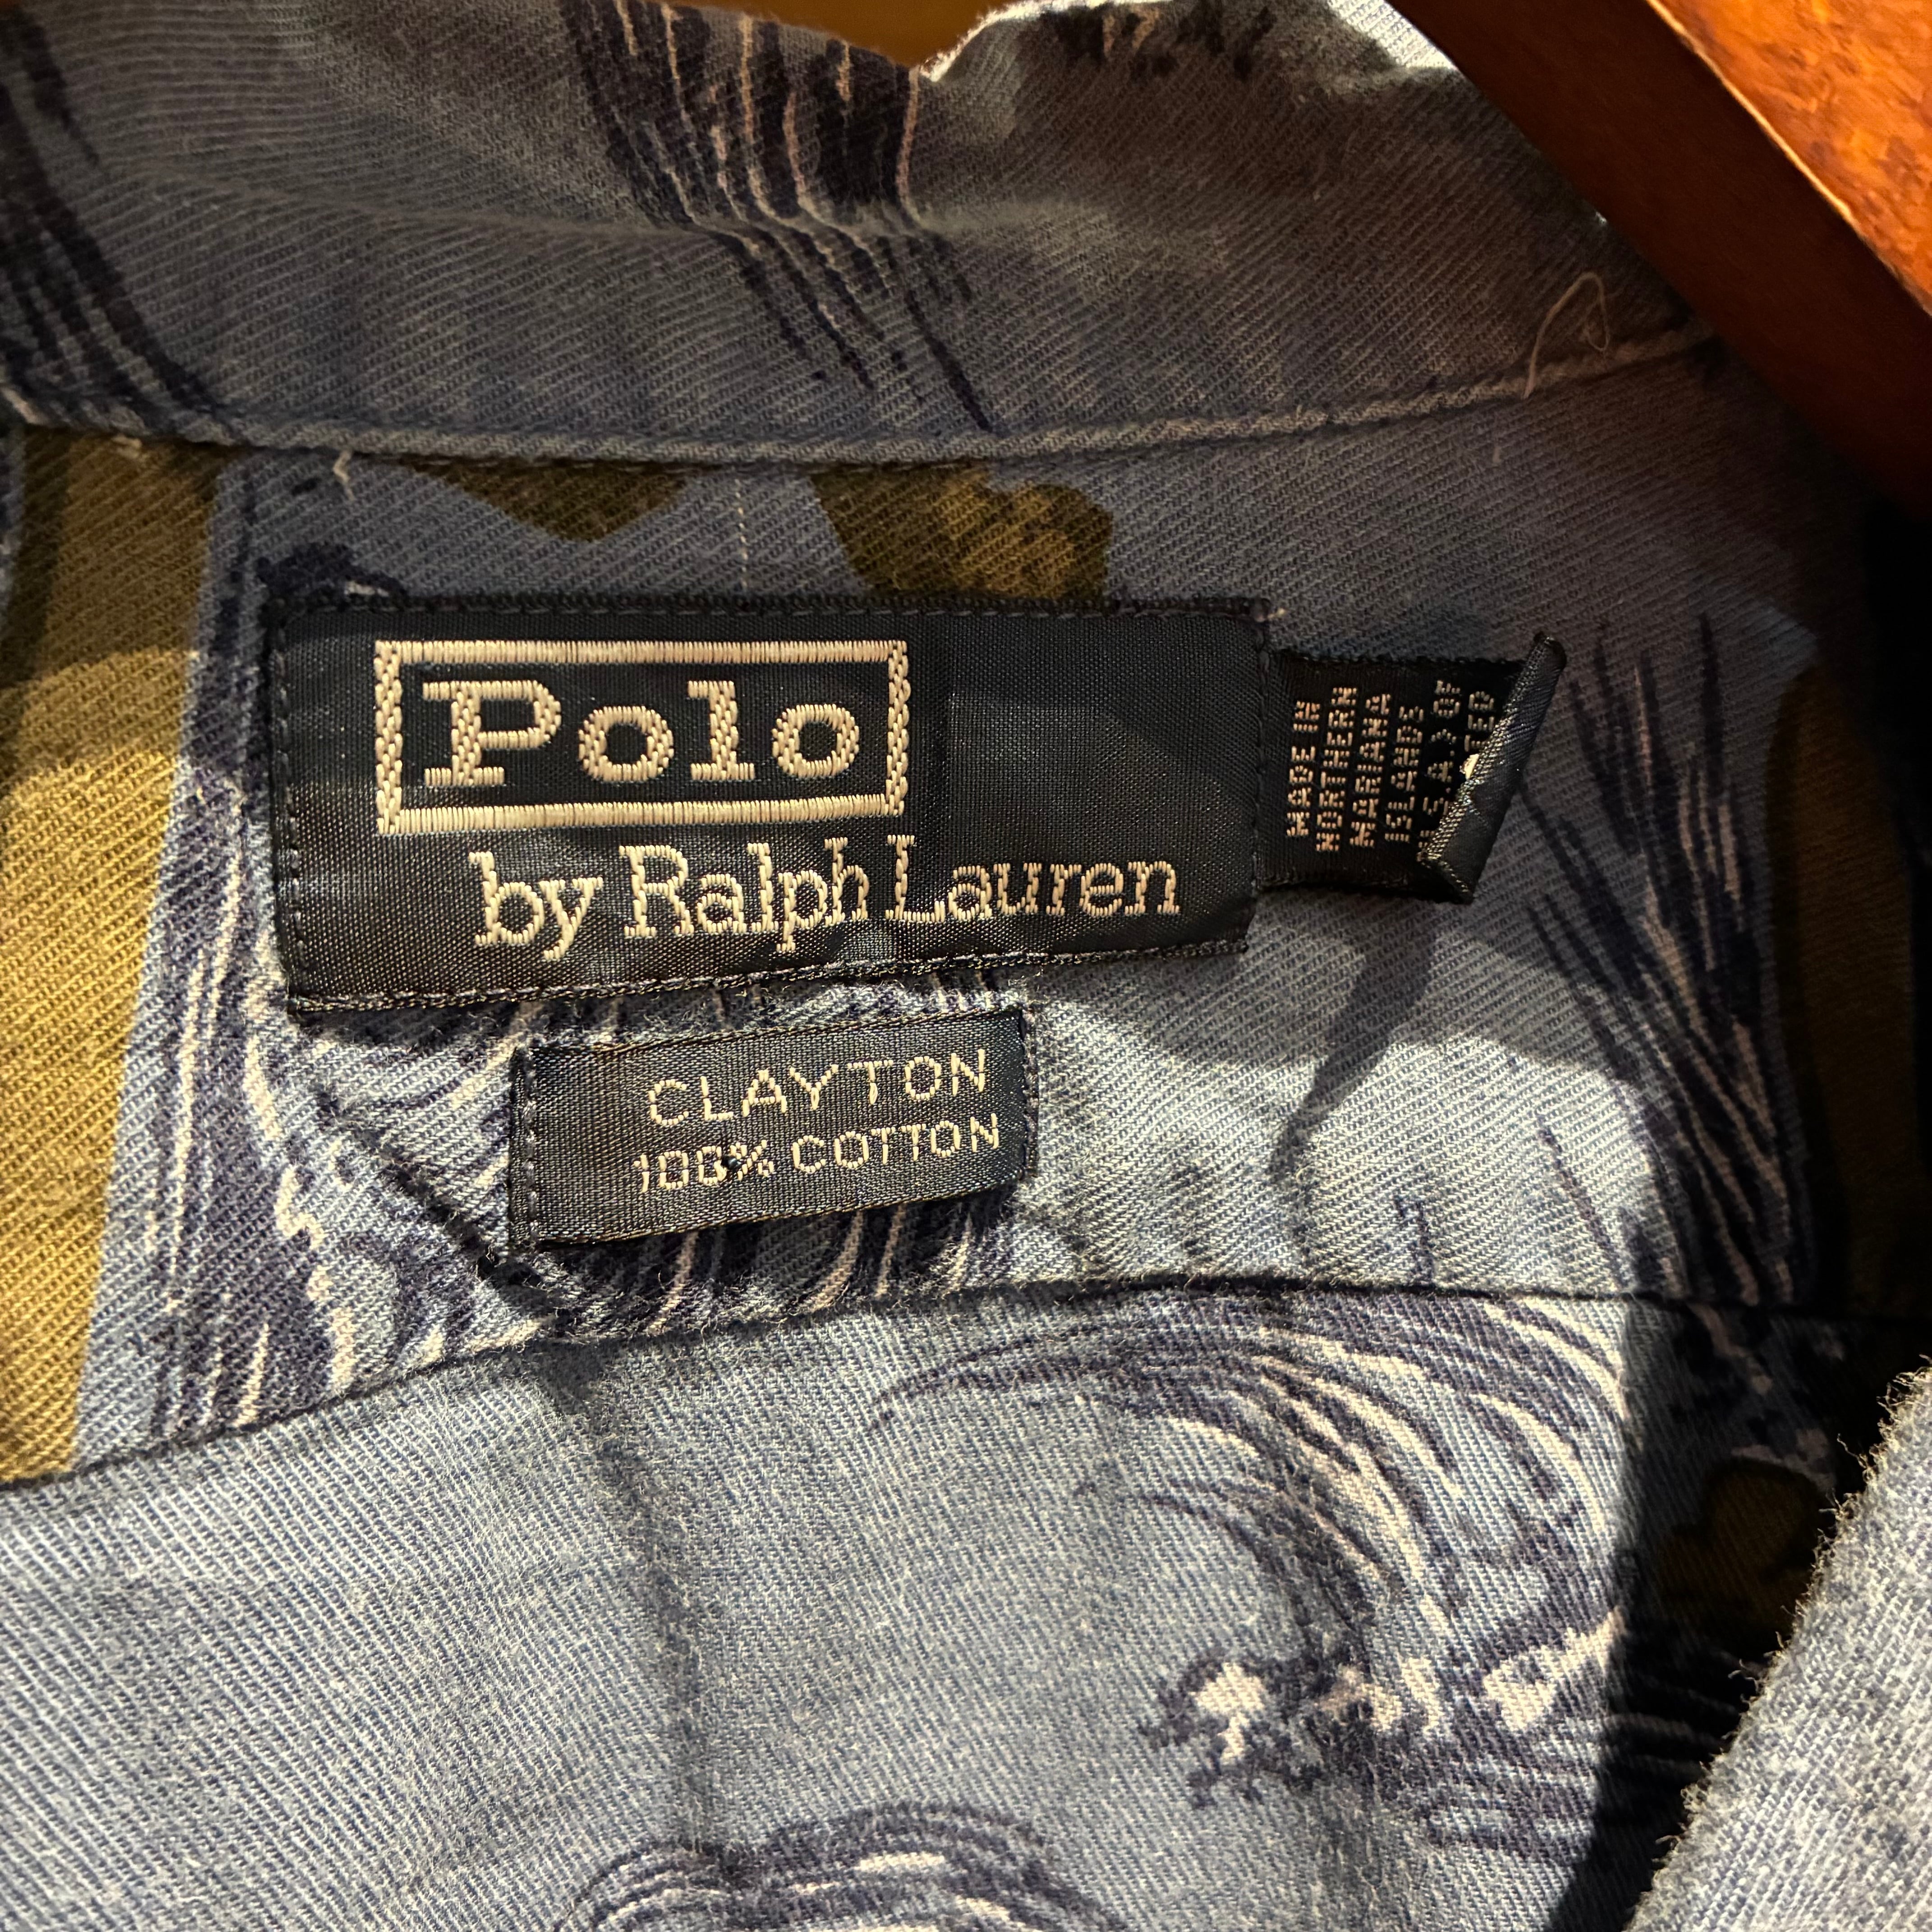 Polo
by Ralph Lauren
MADE IN
NORTHERN
MARIANA
ISLANDS
CLAYTON
100% COTTON